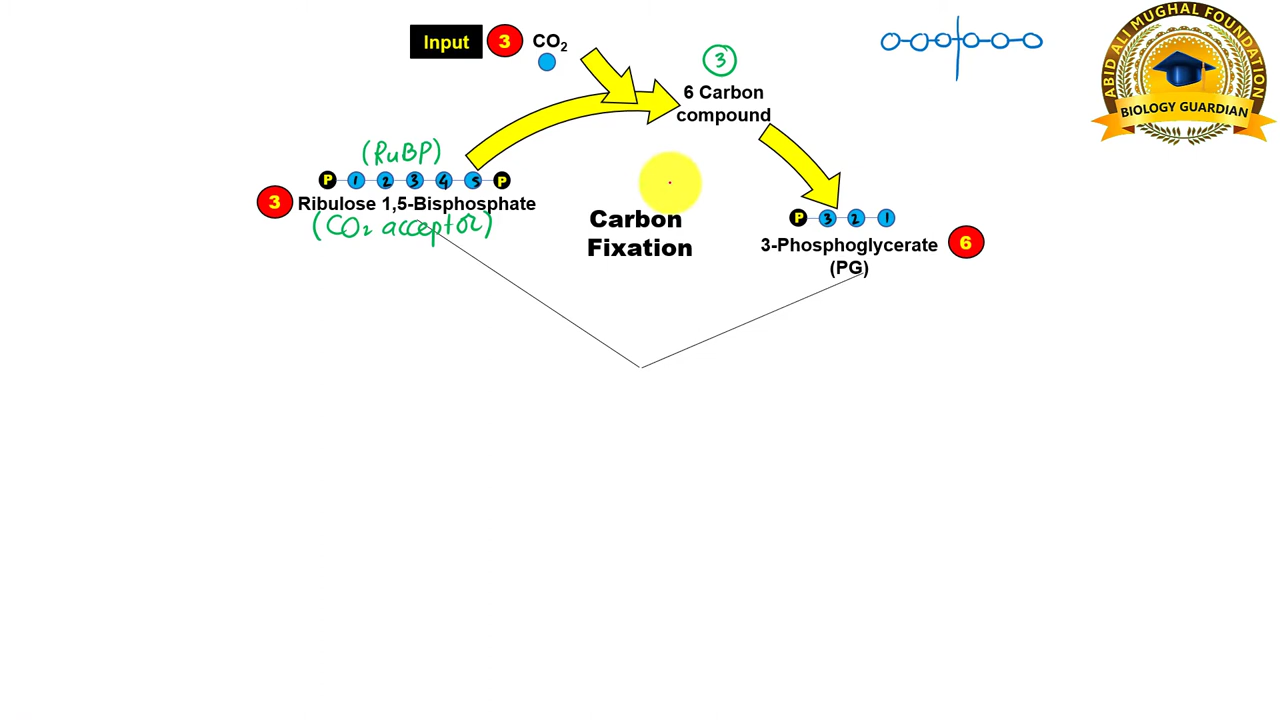 Input 3 CO₂
3
6 Carbon
compound
(RuBP)
P 1 2 3 4 5 P
3 Ribulose 1,5-Bisphosphate
(CO₂ acceptor)
Carbon
Fixation
P 3 2 1
3-Phosphoglycerate 6
(PG)
ABID ALI MUGHAL FOUNDATION
BIOLOGY GUARDIAN